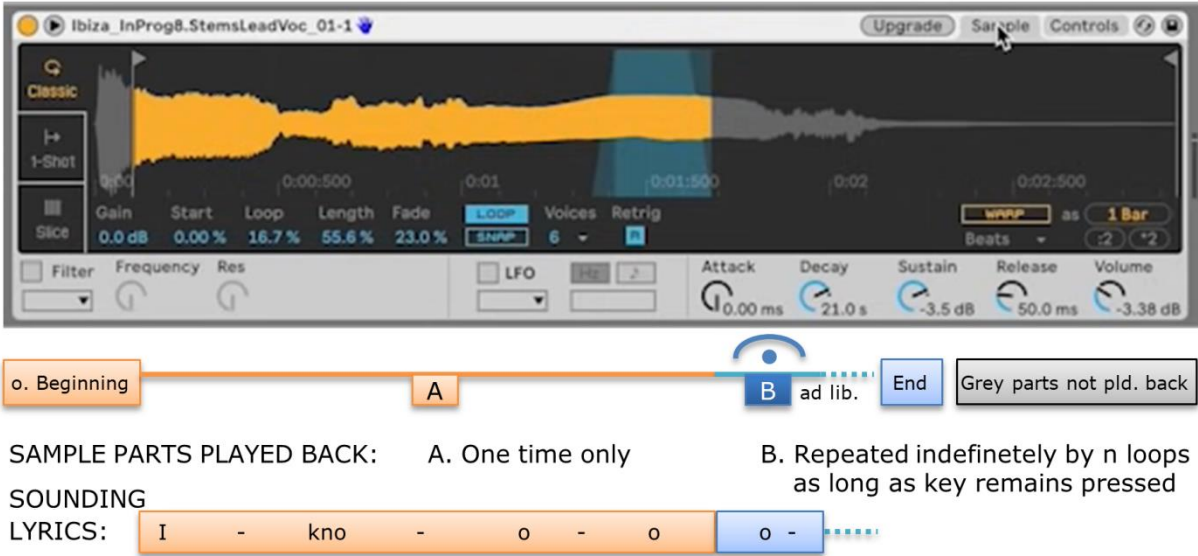 Ibiza_InProg8.StemsLeadVoc_01-1 Upgrade Sample Controls
Classic
1-Shot
Slice
0:00 0:00:500 0:01 0:01:500 0:02 0:02:500
Gain Start Loop Length Fade LOOP Voices Retrig WARP as 1 Bar
0.0 dB 0.00 % 16.7 % 55.6 % 23.0 % SNAP 6 R Beats :2 *2
Filter Frequency Res LFO Hz Attack Decay Sustain Release Volume
0.00 ms 21.0 s -3.5 dB 50.0 ms -3.38 dB
o. Beginning A B ad lib. End Grey parts not pld. back
SAMPLE PARTS PLAYED BACK: A. One time only B. Repeated indefinetely by n loops
as long as key remains pressed
SOUNDING
LYRICS: I - kno - o - o o -